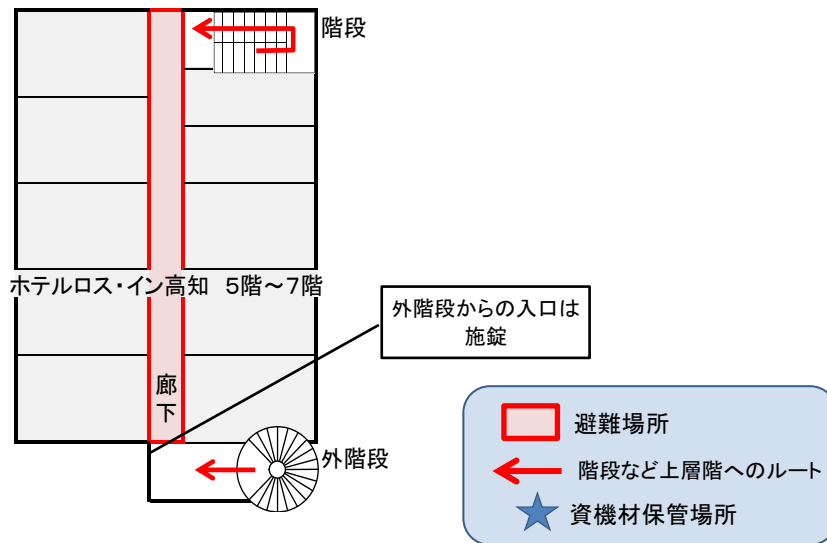 階段
ホテルロス・イン高知 5階～7階
外階段からの入口は
施錠
廊
下
外階段
避難場所
階段など上層階へのルート
資機材保管場所